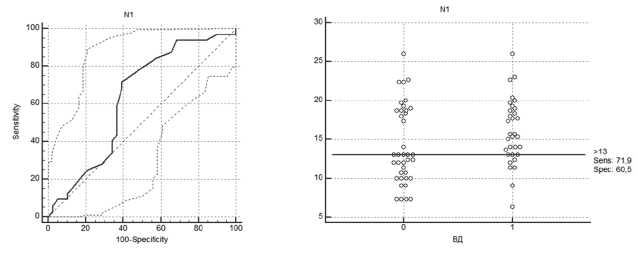 N1
100
80
60
40
20
0
Sensitivity
0 20 40 60 80 100
100-Specificity
N1
30
25
20
15
10
5
>13
Sens: 71,9
Spec: 60,5
0 1
ВД